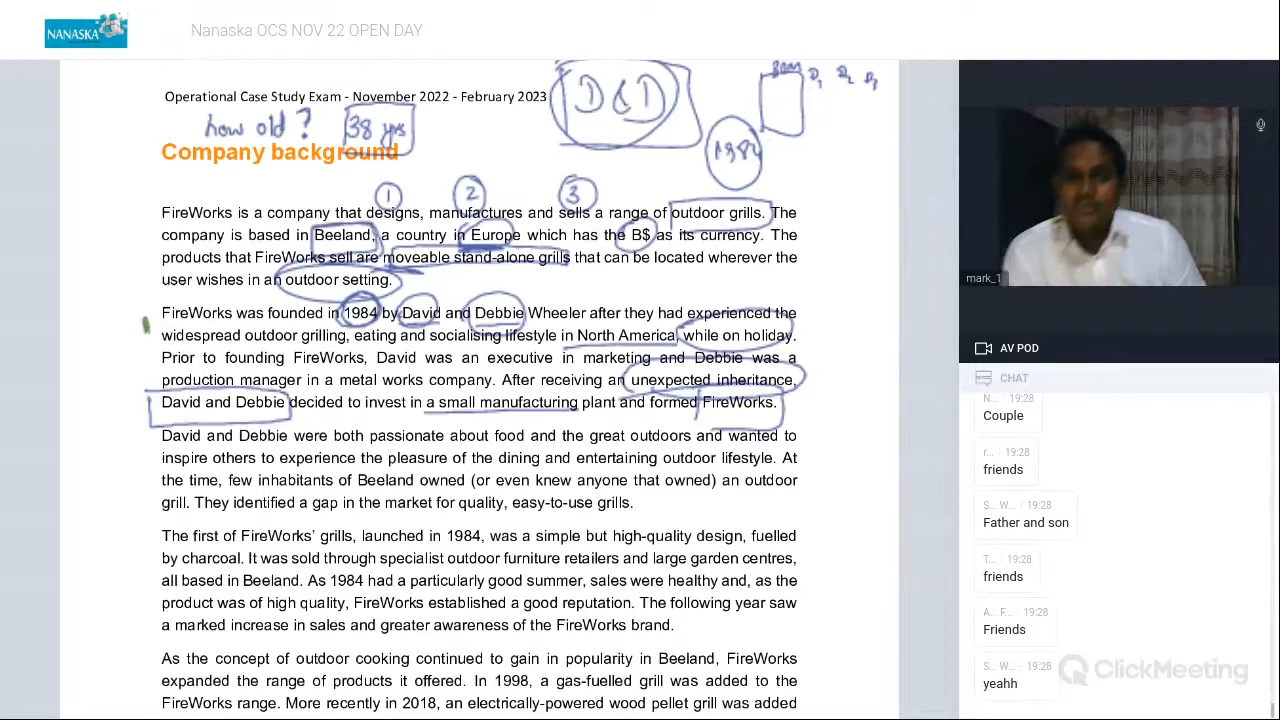 NANASKA
Nanaska OCS NOV 22 OPEN DAY
Operational Case Study Exam - November 2022 - February 2023
D & D
how old? 38 yrs
1984
Company background
1 2 3
FireWorks is a company that designs, manufactures and sells a range of outdoor grills. The
company is based in Beeland, a country in Europe which has the B$ as its currency. The
products that FireWorks sell are moveable stand-alone grills that can be located wherever the
user wishes in an outdoor setting.
FireWorks was founded in 1984 by David and Debbie Wheeler after they had experienced the
widespread outdoor grilling, eating and socialising lifestyle in North America, while on holiday.
Prior to founding FireWorks, David was an executive in marketing and Debbie was a
production manager in a metal works company. After receiving an unexpected inheritance,
David and Debbie decided to invest in a small manufacturing plant and formed FireWorks.
David and Debbie were both passionate about food and the great outdoors and wanted to
inspire others to experience the pleasure of the dining and entertaining outdoor lifestyle. At
the time, few inhabitants of Beeland owned (or even knew anyone that owned) an outdoor
grill. They identified a gap in the market for quality, easy-to-use grills.
The first of FireWorks' grills, launched in 1984, was a simple but high-quality design, fuelled
by charcoal. It was sold through specialist outdoor furniture retailers and large garden centres,
all based in Beeland. As 1984 had a particularly good summer, sales were healthy and, as the
product was of high quality, FireWorks established a good reputation. The following year saw
a marked increase in sales and greater awareness of the FireWorks brand.
As the concept of outdoor cooking continued to gain in popularity in Beeland, FireWorks
expanded the range of products it offered. In 1998, a gas-fuelled grill was added to the
FireWorks range. More recently in 2018, an electrically-powered wood pellet grill was added
mark_1
AV POD
CHAT
N... 19:28
Couple
r... 19:28
friends
S... W... 19:28
Father and son
T... 19:28
friends
A... F... 19:28
Friends
S... W... 19:28
yeahh
ClickMeeting